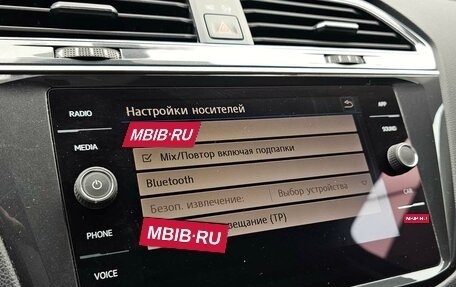 RADIO
Настройки носителей
APP
MBIB.RU
SOUND
MEDIA
Mix/Повтор включая подпапки
Bluetooth
Безоп. извлечение: Выбор устройства
CAR
PHONE
MBIB.RU
(TP)
VOICE